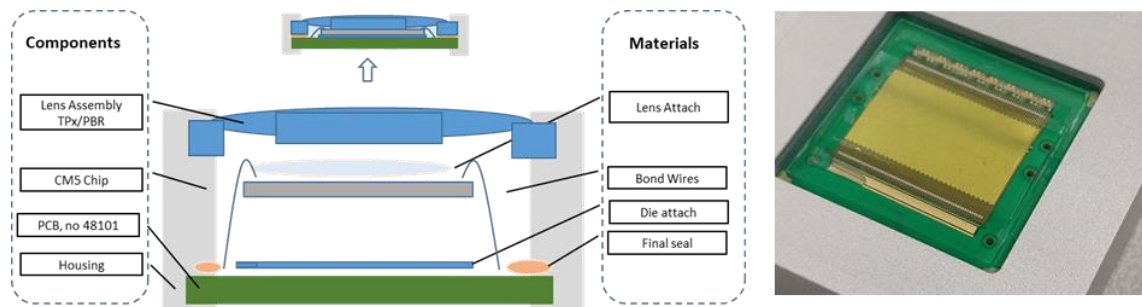 Components
Lens Assembly
TPx/PBR
CM5 Chip
PCB, no 48101
Housing
Materials
Lens Attach
Bond Wires
Die attach
Final seal